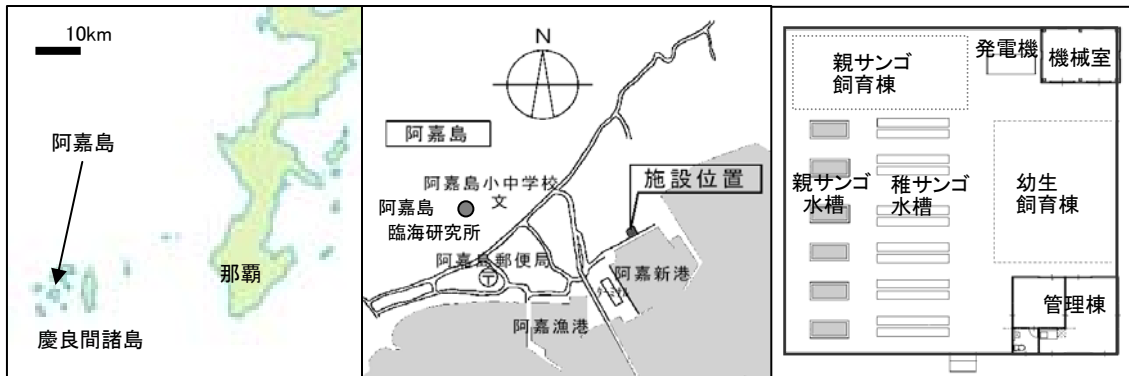 10km
阿嘉島
那覇
慶良間諸島
N
阿嘉島
阿嘉島小中学校
文
阿嘉島
臨海研究所
施設位置
阿嘉島郵便局
〒
阿嘉新港
阿嘉漁港
発電機
機械室
親サンゴ
飼育棟
親サンゴ
水槽
稚サンゴ
水槽
幼生
飼育棟
管理棟